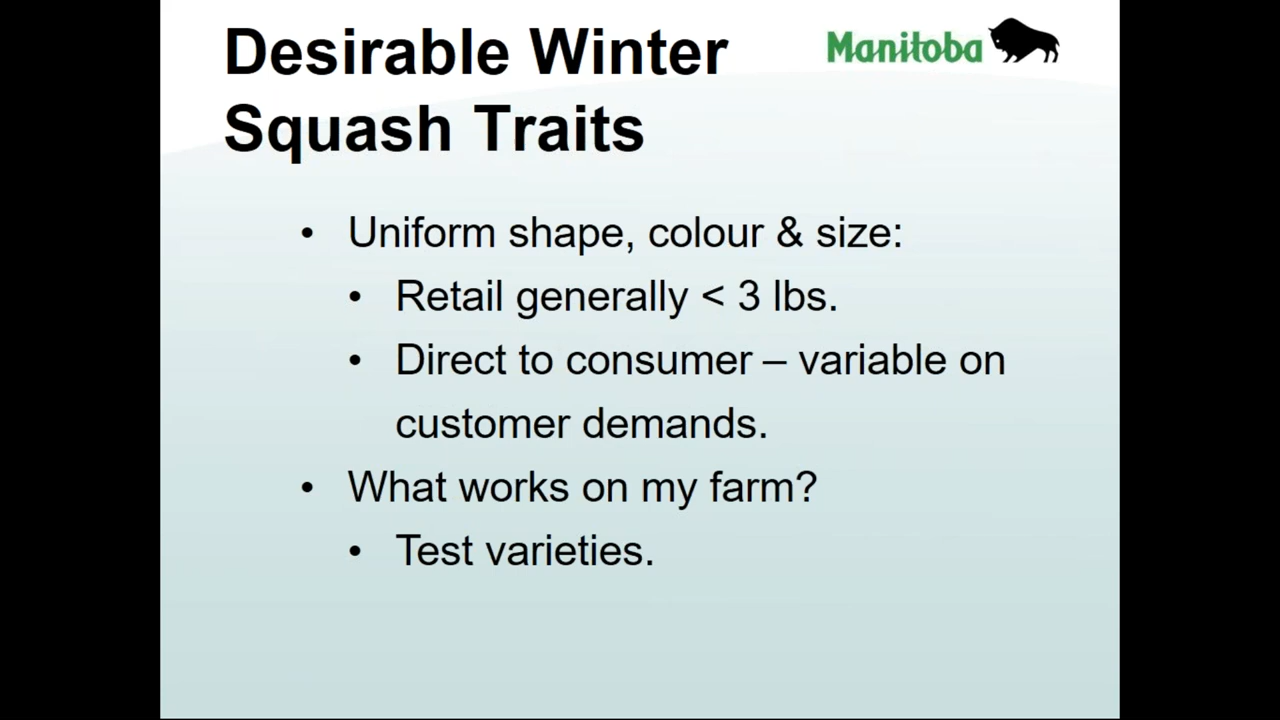 Desirable Winter
Manitoba
Squash Traits
• Uniform shape, colour & size:
• Retail generally < 3 lbs.
• Direct to consumer – variable on
customer demands.
• What works on my farm?
• Test varieties.